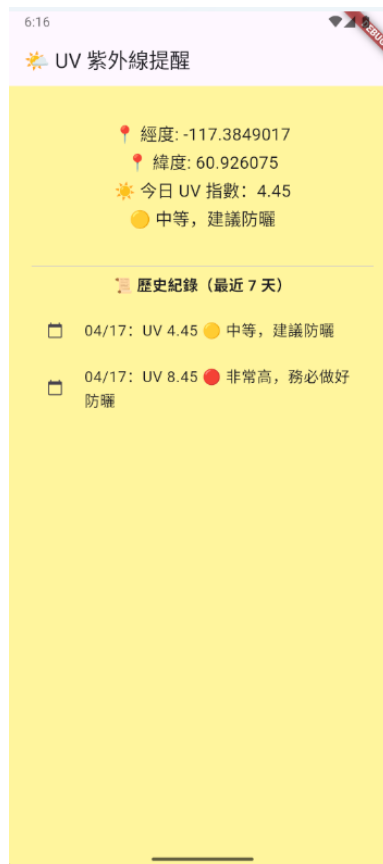 6:16
DEBUG
🌤️ UV 紫外線提醒
📍 經度: -117.3849017
📍 緯度: 60.926075
☀️ 今日 UV 指數：4.45
🟡 中等，建議防曬
📜 歷史紀錄（最近 7 天）
04/17：UV 4.45 🟡 中等，建議防曬
04/17：UV 8.45 🔴 非常高，務必做好
防曬